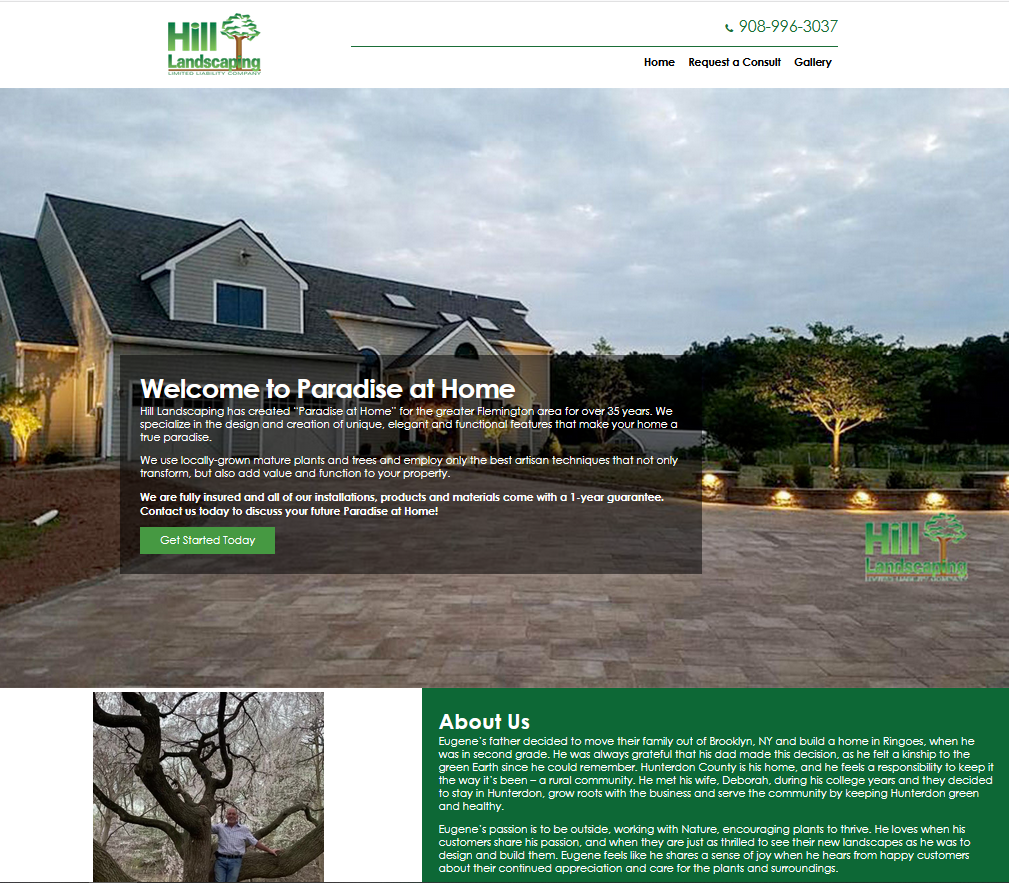 Hill
Landscaping
LIMITED LIABILITY COMPANY
908-996-3037
Home Request a Consult Gallery
Welcome to Paradise at Home
Hill Landscaping has created “Paradise at Home” for the greater Flemington area for over 35 years. We
specialize in the design and creation of unique, elegant and functional features that make your home a
true paradise.
We use locally-grown mature plants and trees and employ only the best artisan techniques that not only
transform, but also add value and function to your property.
We are fully insured and all of our installations, products and materials come with a 1-year guarantee.
Contact us today to discuss your future Paradise at Home!
Get Started Today
Hill
Landscaping
LIMITED LIABILITY COMPANY
About Us
Eugene’s father decided to move their family out of Brooklyn, NY and build a home in Ringoes, when he
was in second grade. He was always grateful that his dad made this decision, as he felt a kinship to the
green Earth since he could remember. Hunterdon County is his home, and he feels a responsibility to keep it
the way it’s been – a rural community. He met his wife, Deborah, during his college years and they decided
to stay in Hunterdon, grow roots with the business and serve the community by keeping Hunterdon green
and healthy.
Eugene’s passion is to be outside, working with Nature, encouraging plants to thrive. He loves when his
customers share his passion, and when they are just as thrilled to see their new landscapes as he was to
design and build them. Eugene feels like he shares a sense of joy when he hears from happy customers
about their continued appreciation and care for the plants and surroundings.